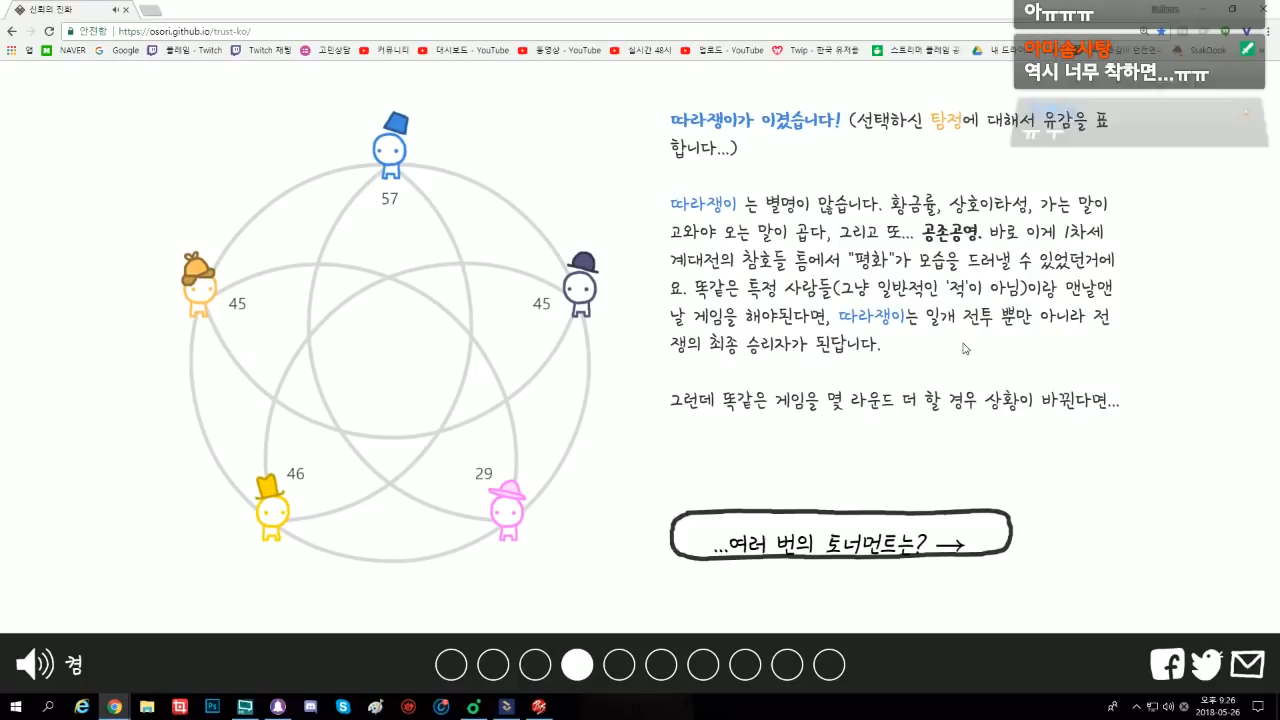 신뢰의 진화
안전함 | https://osori.github.io/trust-ko/
앱 NAVER Google 플레임 - Twitch Twitch 채팅 고민상담 커뮤니티 대시보드 - YouTube 동영상 - YouTube 실시간 48시 업로드 - YouTube Twip - 한국 유저들 스트리머 플레임 공 내 드라이 SsakDook
아ㅠㅠㅠ
아미솜사탕
역시 너무 착하면...ㅠㅠ
ㅠㅜ
따라쟁이가 이겼습니다! (선택하신 탐정에 대해서 유감을 표
합니다...)
따라쟁이 는 별명이 많습니다. 황금률, 상호이타성, 가는 말이
고와야 오는 말이 곱다, 그리고 또... 공존공영. 바로 이게 1차세
계대전의 참호들 틈에서 "평화"가 모습을 드러낼 수 있었던거에
요. 똑같은 특정 사람들(그냥 일반적인 '적'이 아님)이랑 맨날맨
날 게임을 해야된다면, 따라쟁이는 일개 전투 뿐만 아니라 전
쟁의 최종 승리자가 된답니다.
그런데 똑같은 게임을 몇 라운드 더 할 경우 상황이 바뀐다면...
57
45
45
46
29
...여러 번의 토너먼트는? →
켬
오후 9:26
2018-05-26